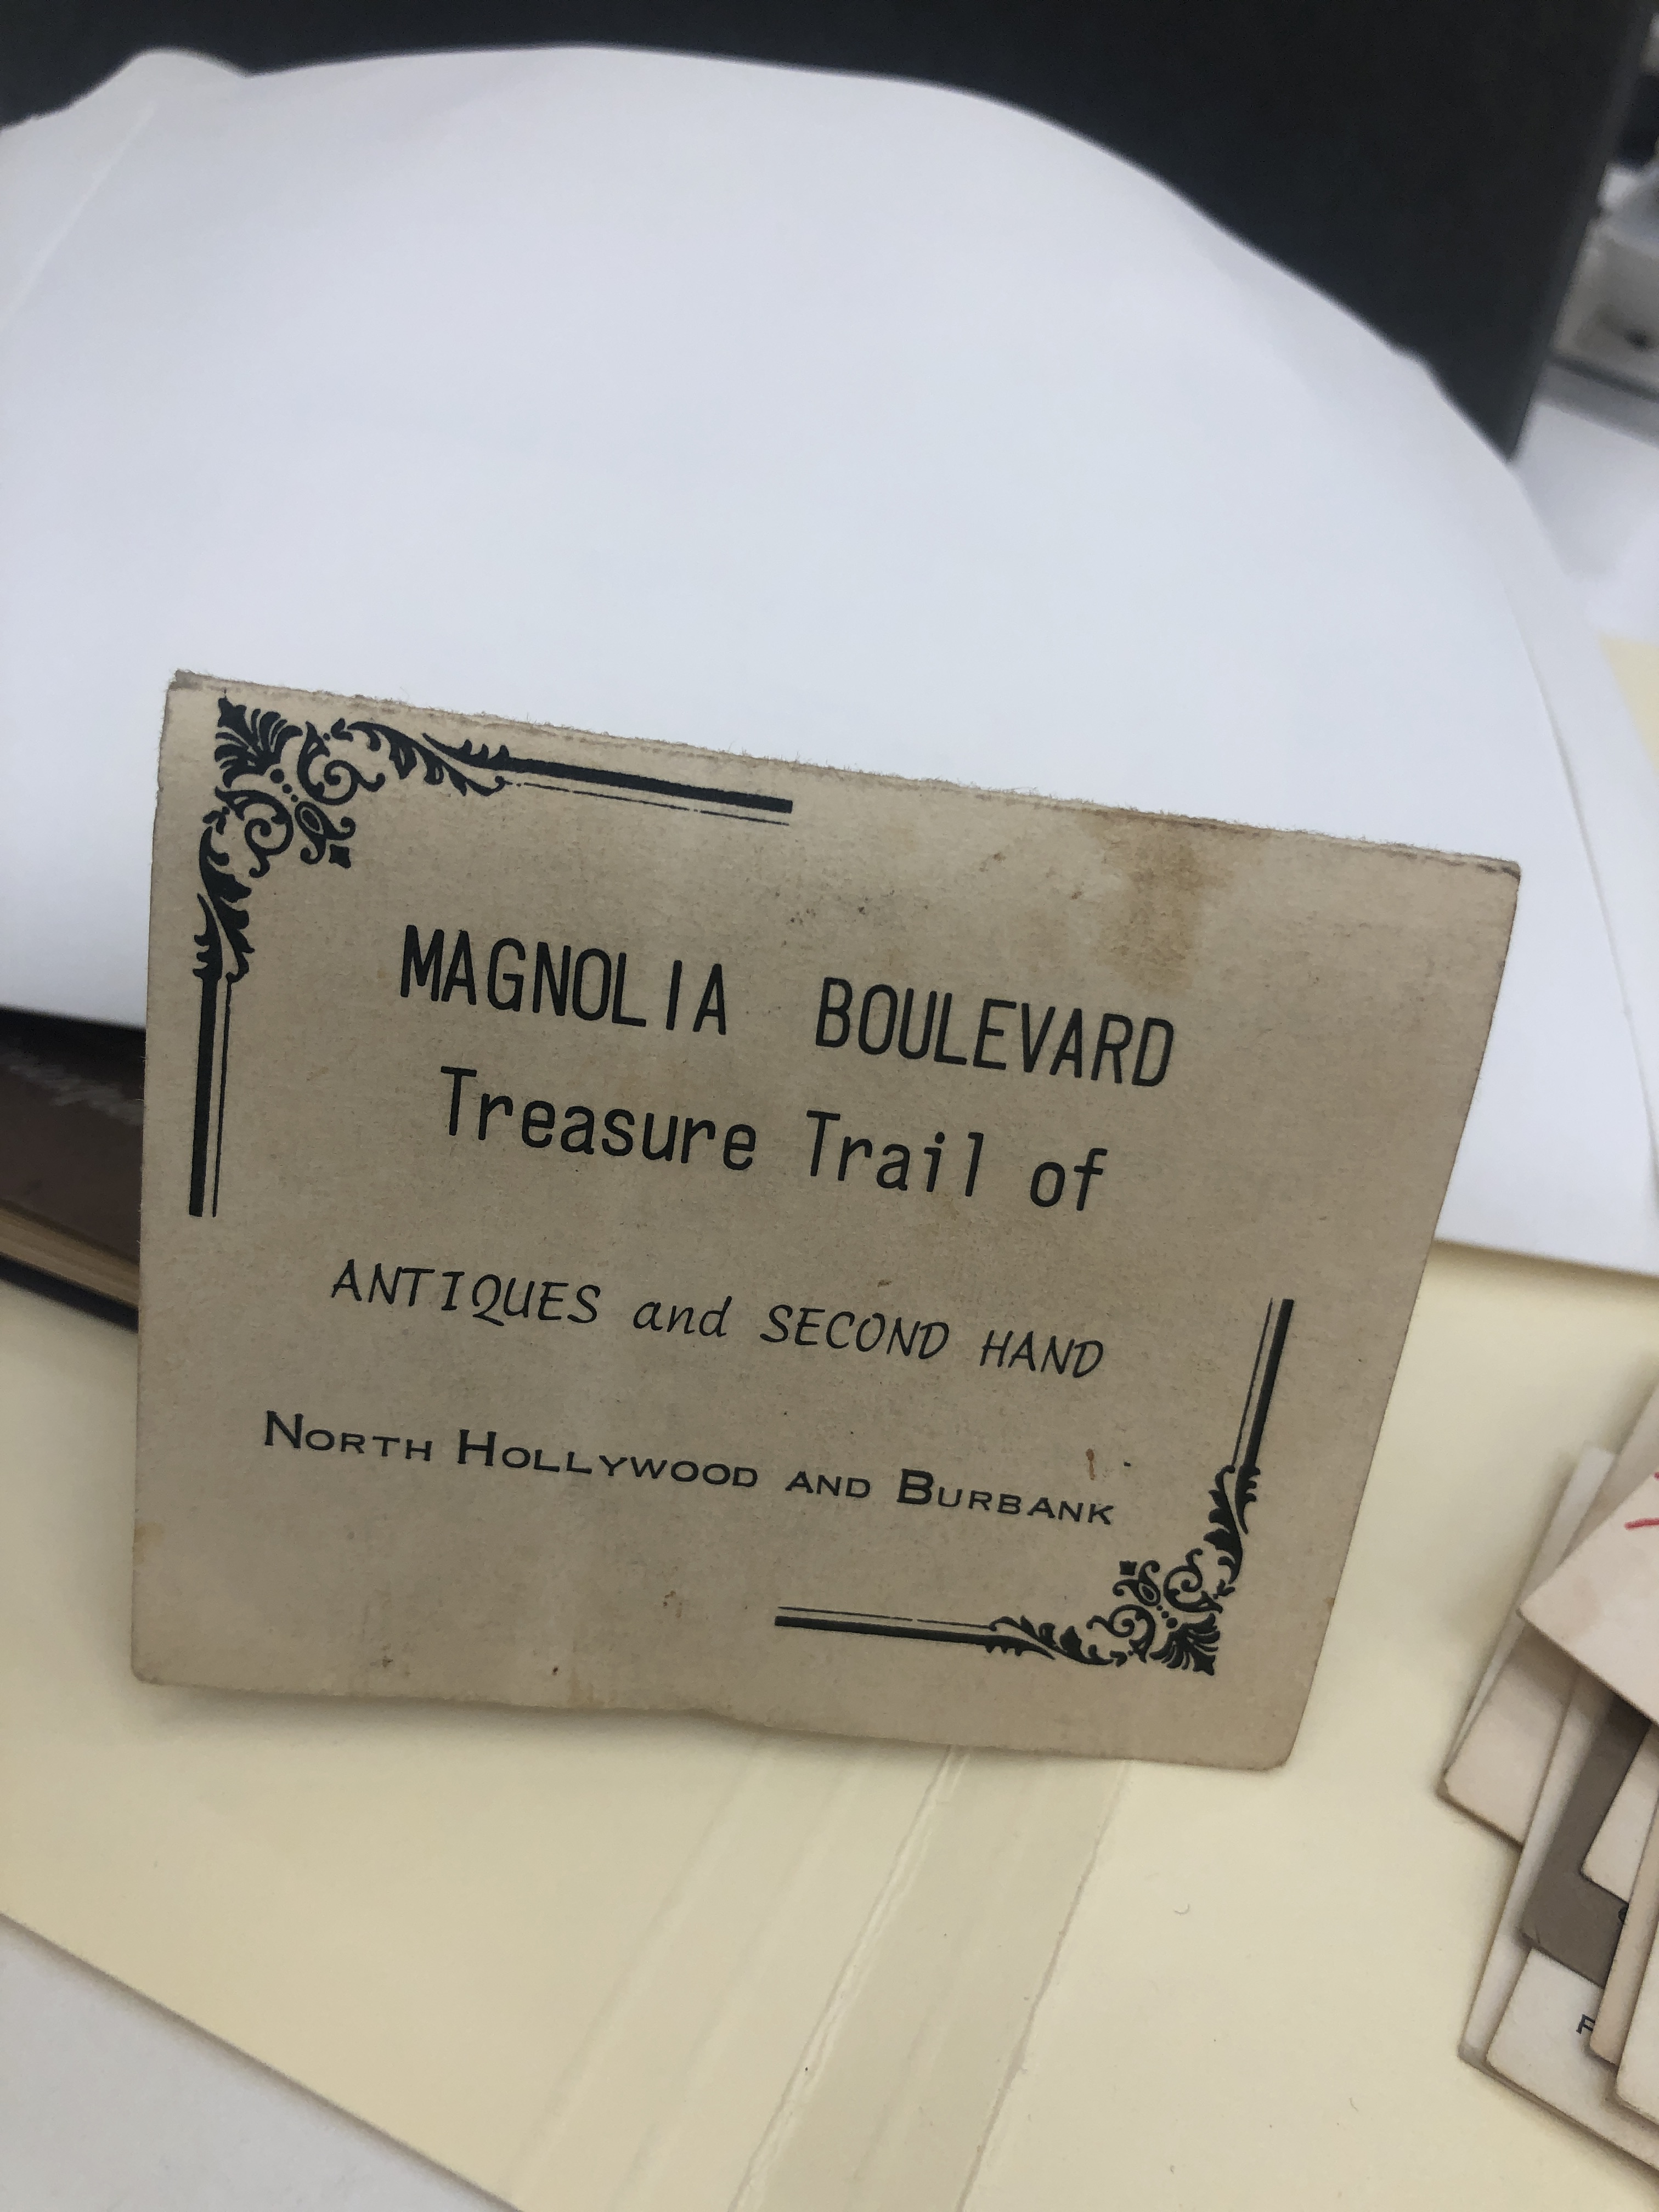 MAGNOLIA BOULEVARD
Treasure Trail of
ANTIQUES and SECOND HAND
NORTH HOLLYWOOD AND BURBANK